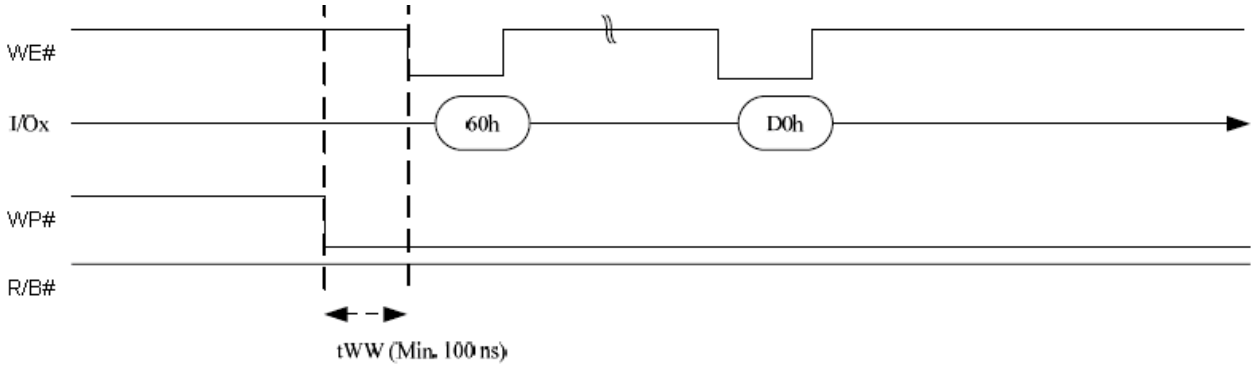 WE#
I/Ox 60h D0h
WP#
R/B#
tWW (Min. 100 ns)